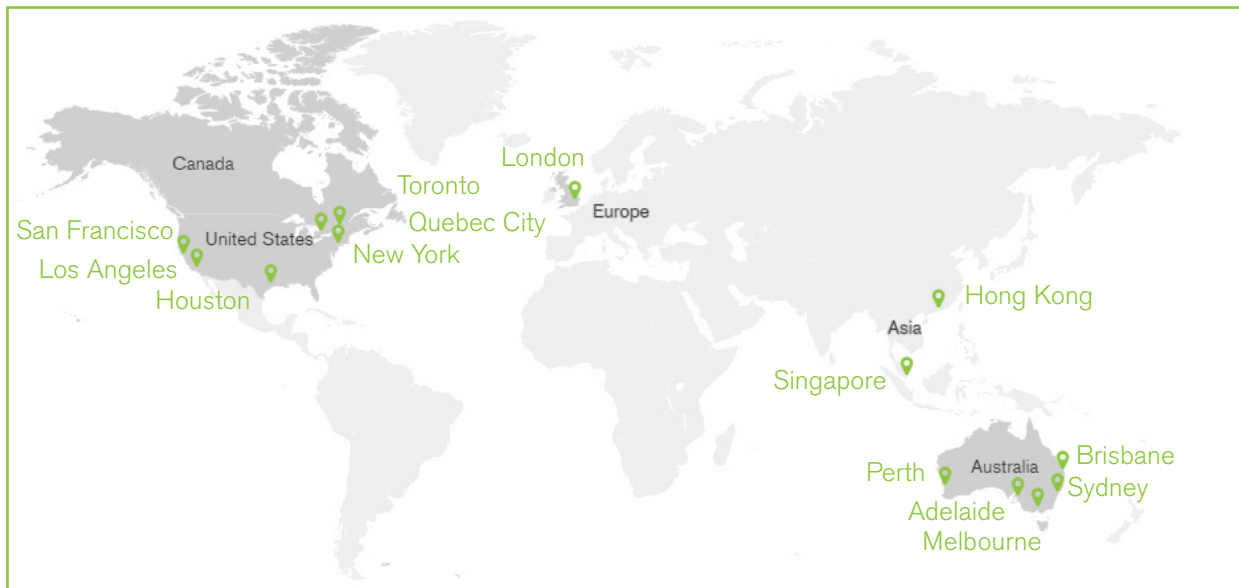 London
Canada
Toronto
Europe
Quebec City
San Francisco
United States
New York
Los Angeles
Houston
Hong Kong
Asia
Singapore
Brisbane
Perth
Australia
Sydney
Adelaide
Melbourne